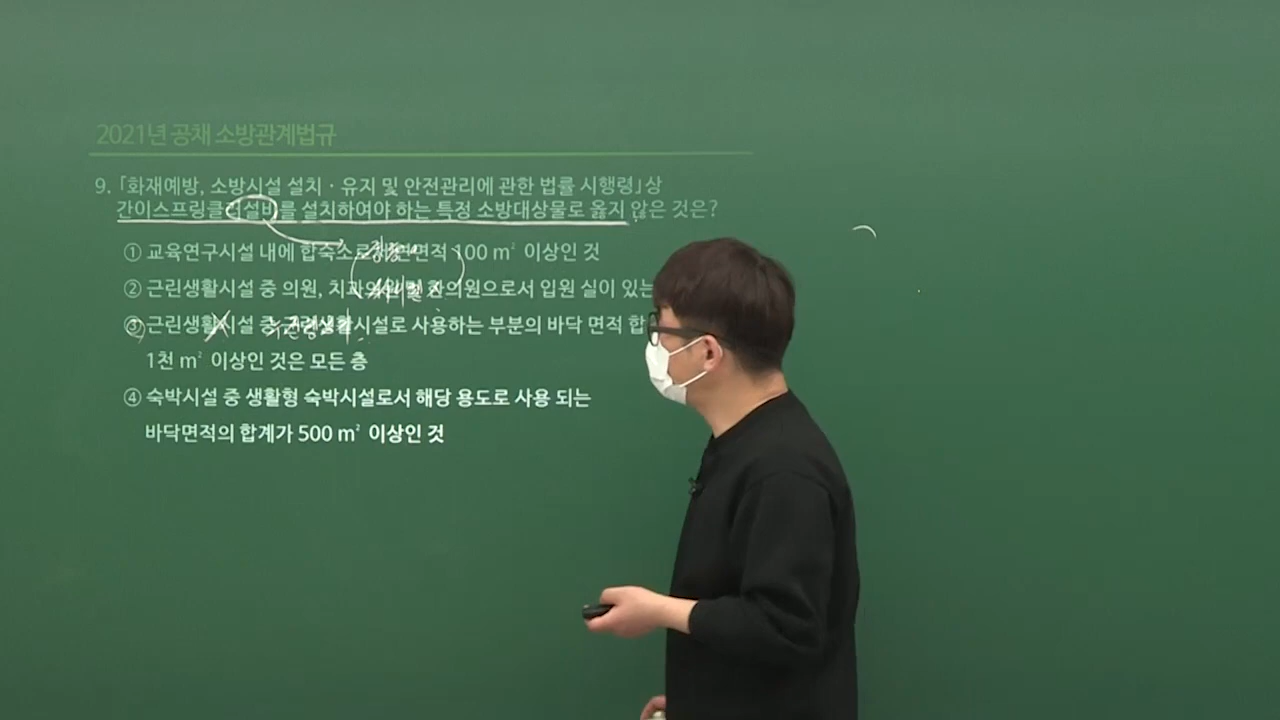 2021년 공채 소방관계법규
9. 「화재예방, 소방시설 설치 · 유지 및 안전관리에 관한 법률 시행령」상
간이스프링클러설비를 설치하여야 하는 특정 소방대상물로 옳지 않은 것은?
① 교육연구시설 내에 합숙소로서 연면적 100 m² 이상인 것
② 근린생활시설 중 의원, 치과의원 및 한의원으로서 입원 실이 있는
③ 근린생활시설 중 근린생활시설로 사용하는 부분의 바닥 면적 합
1천 m² 이상인 것은 모든 층
④ 숙박시설 중 생활형 숙박시설로서 해당 용도로 사용 되는
바닥면적의 합계가 500 m² 이상인 것